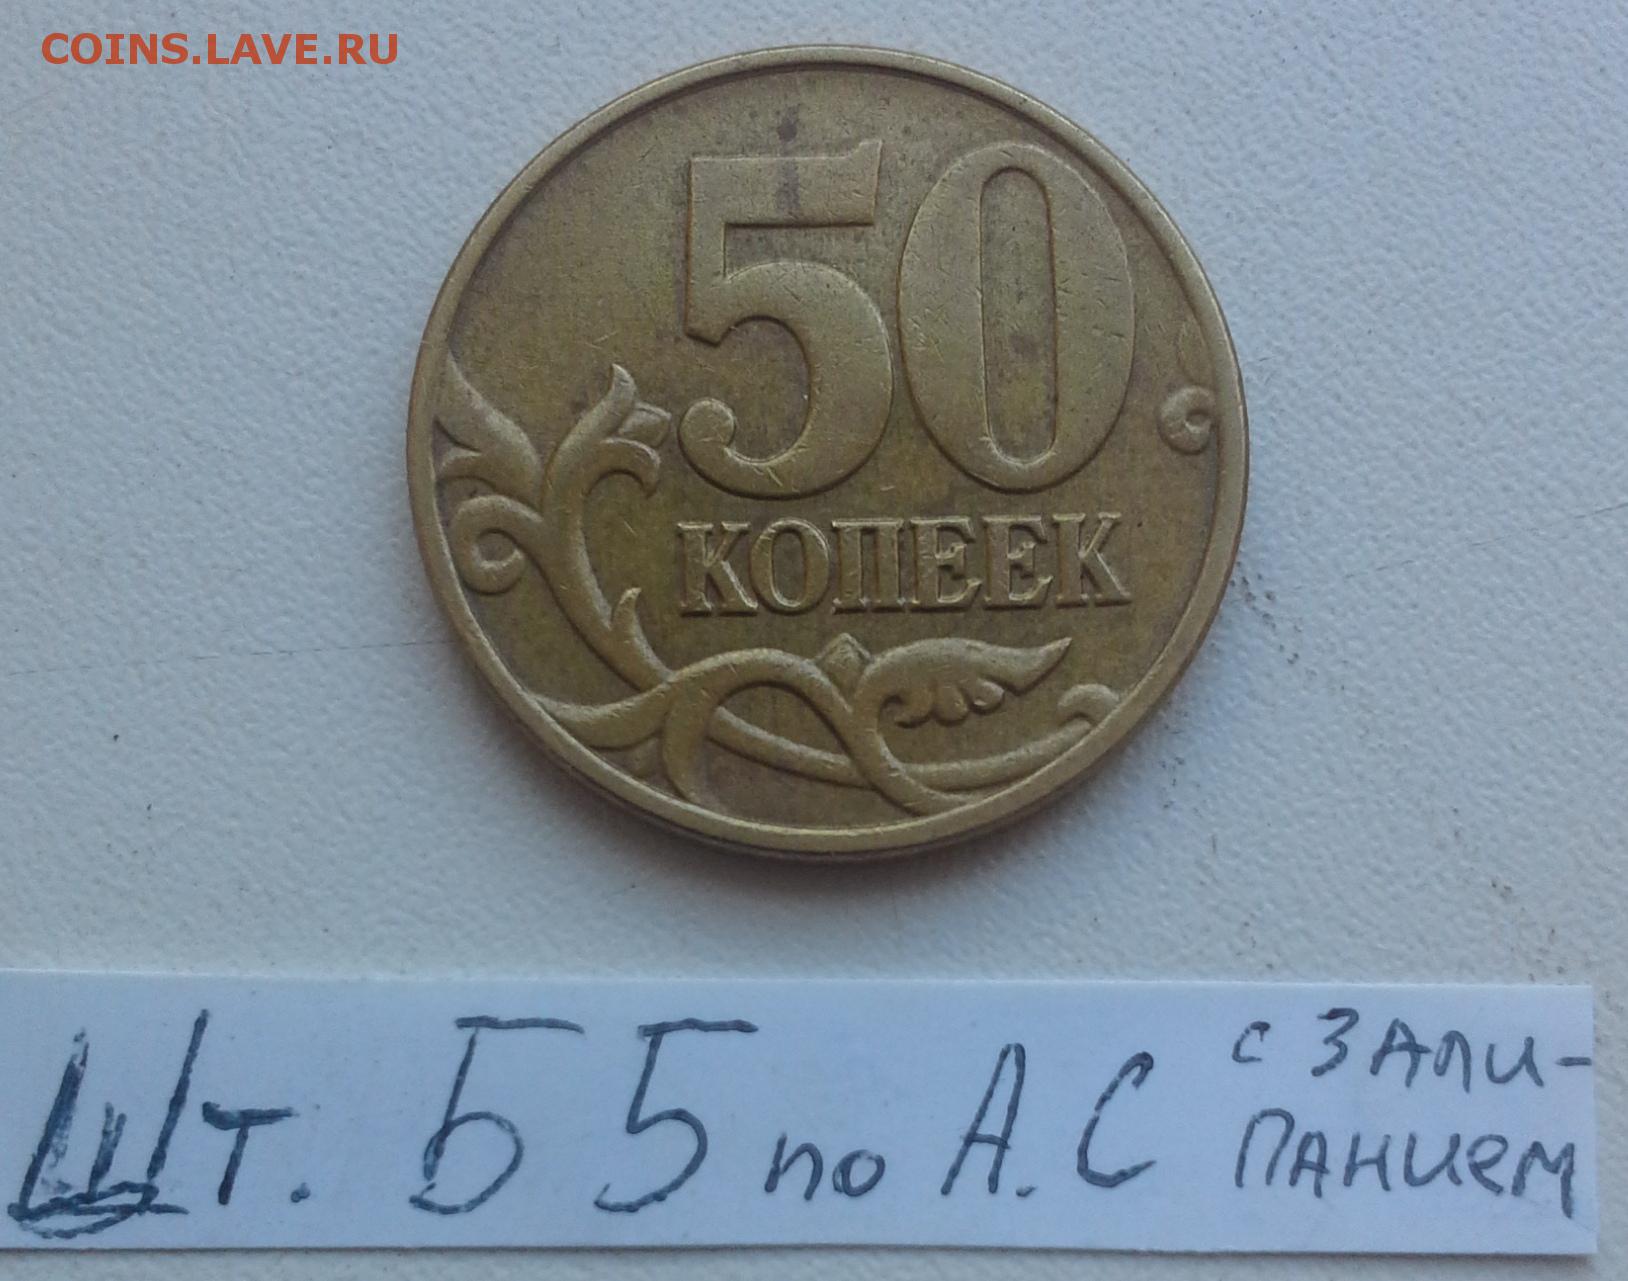 COINS.LAVE.RU
50
КОПЕЕК
Шт. Б5 по А.С с ЗАЛИ-
ПАНИЕМ